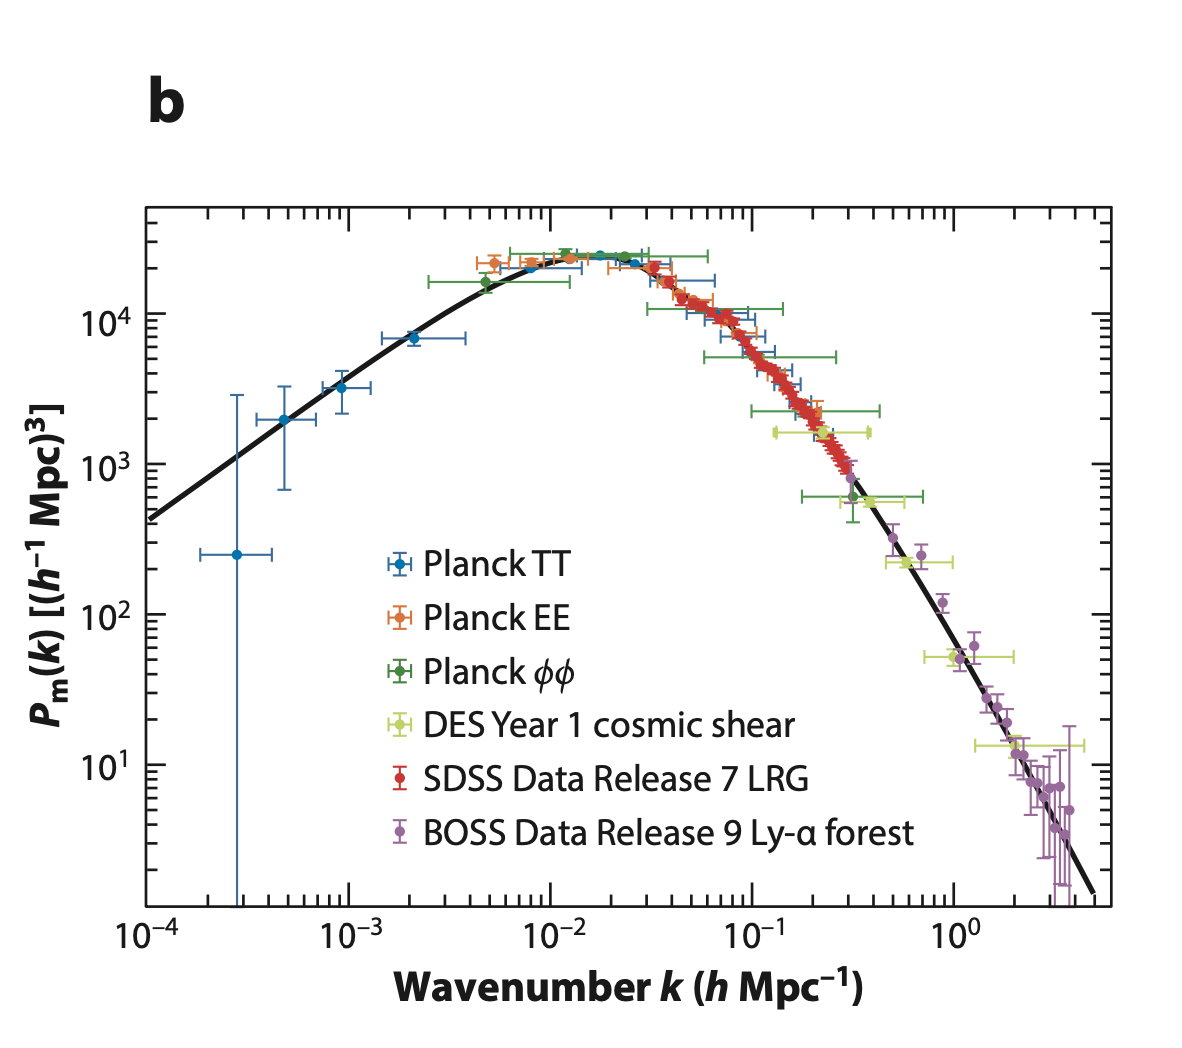 b
10⁴
10³
10²
10¹
Pₘ(k) [(h⁻¹ Mpc)³]
Planck TT
Planck EE
Planck ϕϕ
DES Year 1 cosmic shear
SDSS Data Release 7 LRG
BOSS Data Release 9 Ly-α forest
10⁻⁴ 10⁻³ 10⁻² 10⁻¹ 10⁰
Wavenumber k (h Mpc⁻¹)